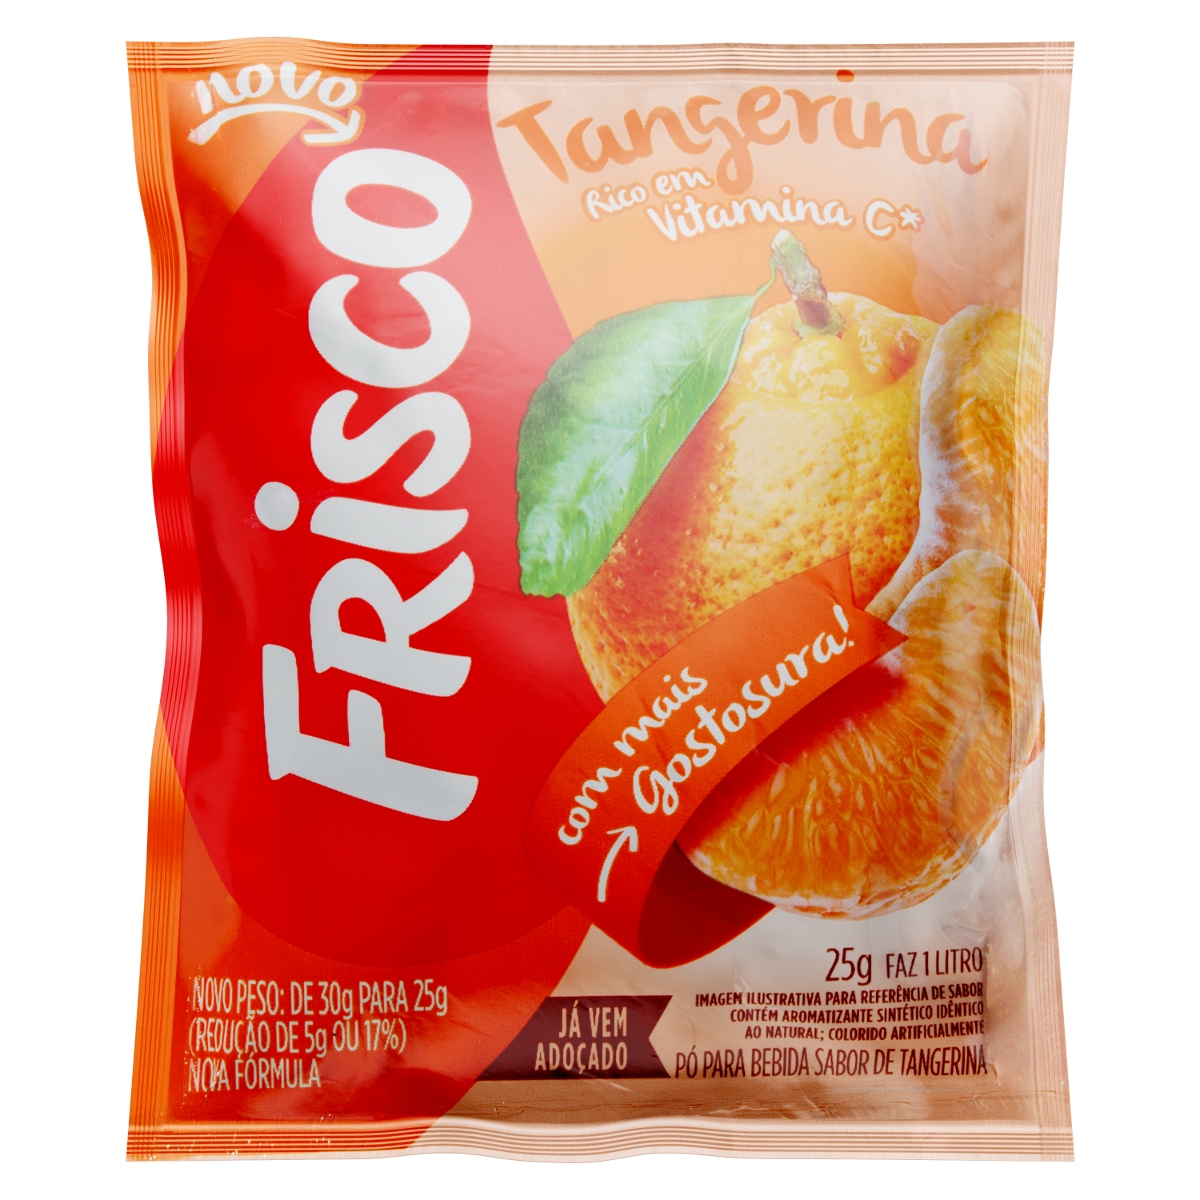 novo
FRISCO
Tangerina
Rico em
Vitamina C*
com mais
Gostosura!
NOVO PESO: DE 30g PARA 25g
(REDUÇÃO DE 5g OU 17%)
NOVA FÓRMULA
JÁ VEM
ADOÇADO
25g FAZ 1 LITRO
IMAGEM ILUSTRATIVA PARA REFERÊNCIA DE SABOR
CONTÉM AROMATIZANTE SINTÉTICO IDÊNTICO
AO NATURAL; COLORIDO ARTIFICIALMENTE
PÓ PARA BEBIDA SABOR DE TANGERINA